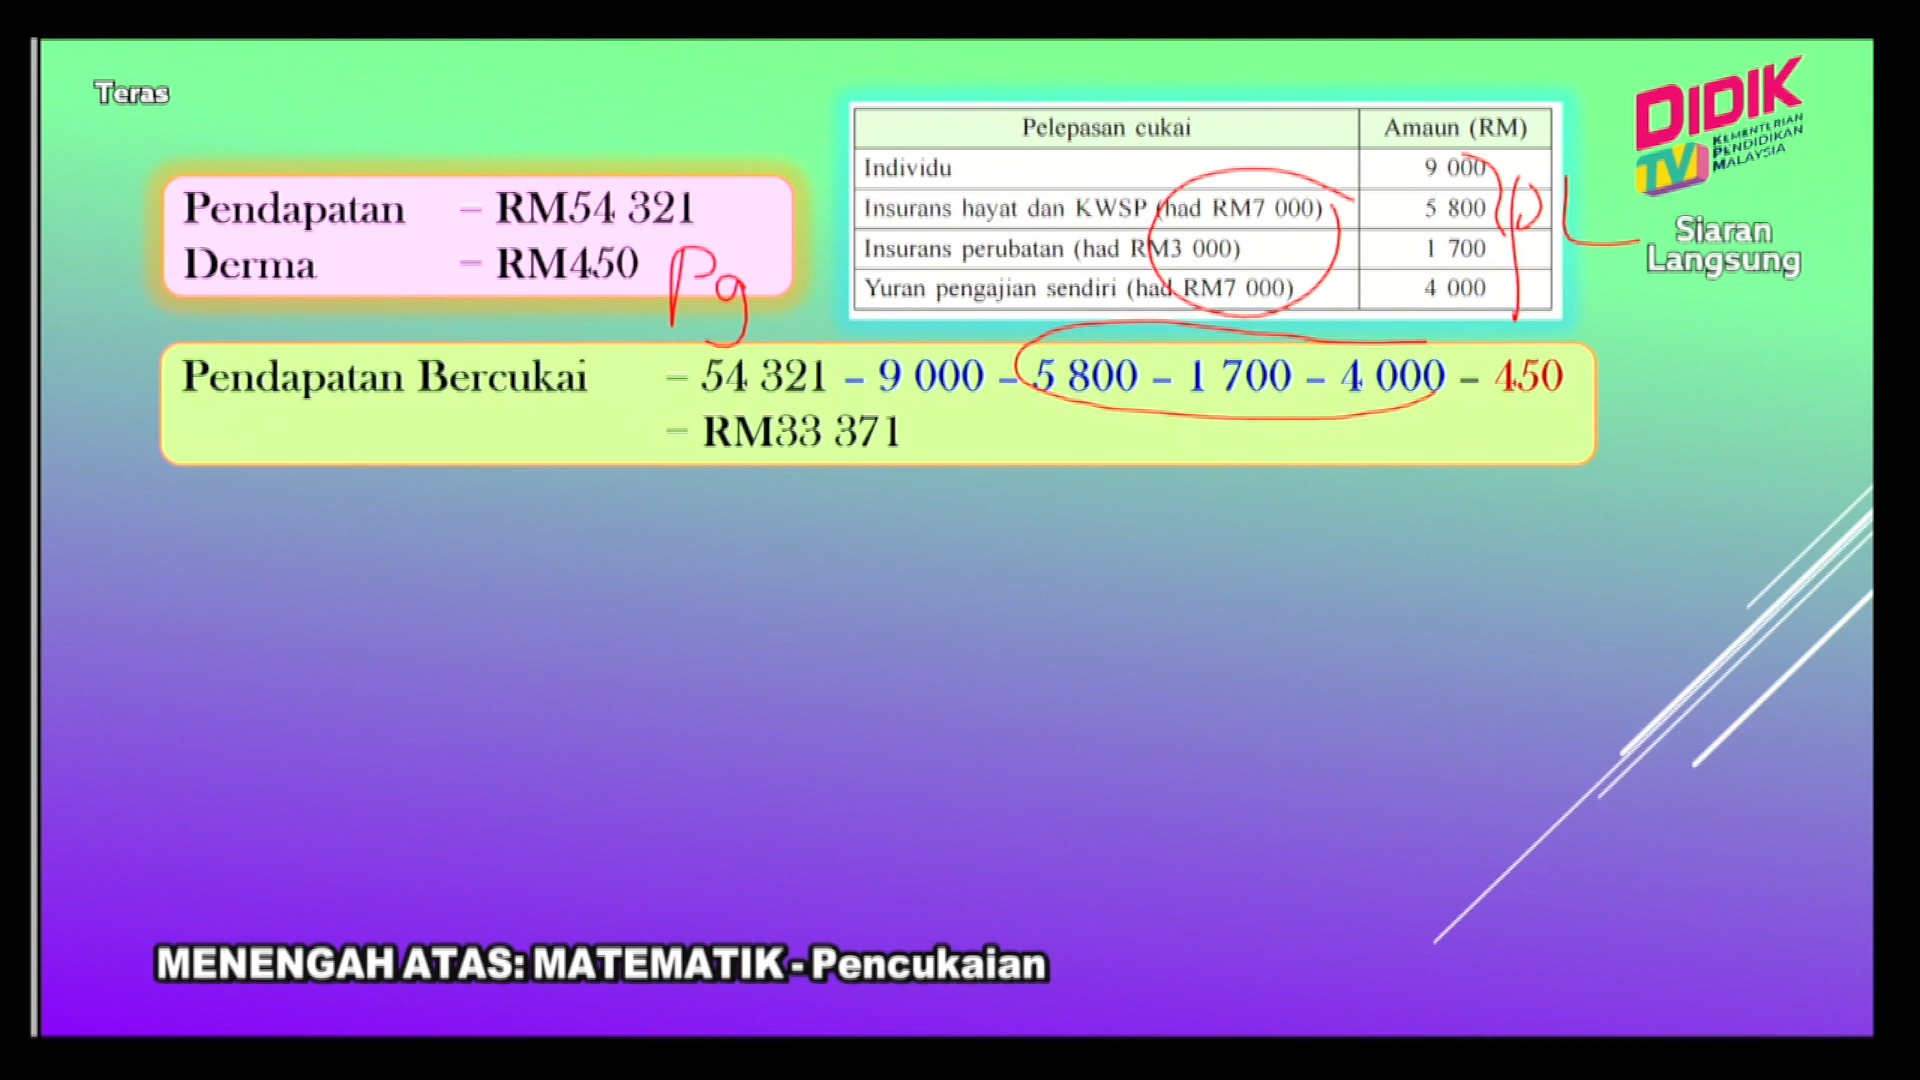 Teras
DIDIK
TV
KEMENTERIAN
PENDIDIKAN
MALAYSIA
Siaran
Langsung
Pelepasan cukai Amaun (RM)
Individu 9 000
Insurans hayat dan KWSP (had RM7 000) 5 800
Insurans perubatan (had RM3 000) 1 700
Yuran pengajian sendiri (had RM7 000) 4 000
Pendapatan – RM54 321
Derma – RM450
Pg
Pendapatan Bercukai – 54 321 – 9 000 – 5 800 – 1 700 – 4 000 – 450
– RM33 371
MENENGAH ATAS: MATEMATIK - Pencukaian